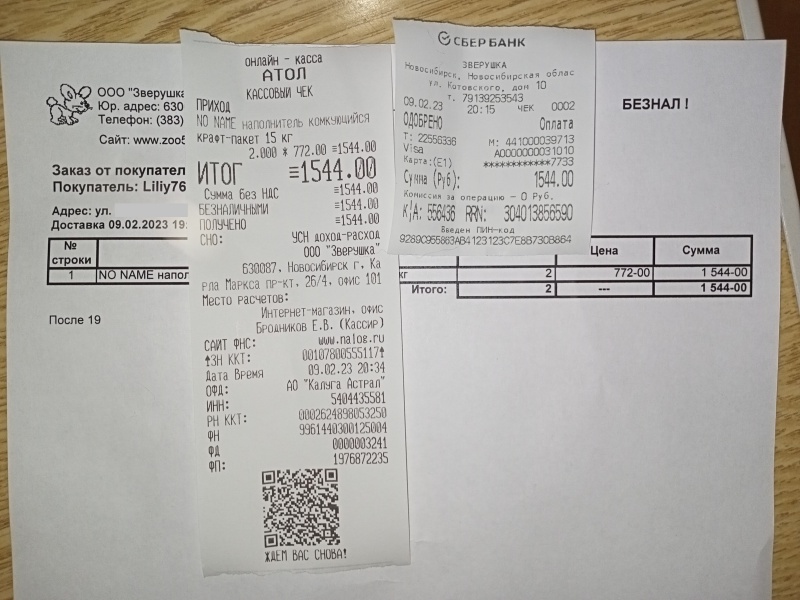 ООО "Зверушка
Юр. адрес: 630
Телефон: (383)
Сайт: www.zoo
Заказ от покупател
Покупатель: Liliy76
Адрес: ул.
Доставка 09.02.2023 19:
№ строки
1 NO NAME напол
После 19
онлайн - касса
АТОЛ
КАССОВЫЙ ЧЕК
ПРИХОД
NO NAME наполнитель комкующийся
крафт-пакет 15 кг
2.000 * 772.00 ≡1544.00
ИТОГ ≡1544.00
Сумма без НДС ≡1544.00
БЕЗНАЛИЧНЫМИ ≡1544.00
ПОЛУЧЕНО ≡1544.00
СНО: УСН доход-расход
ООО "Зверушка"
630087, Новосибирск г, Ка
рла Маркса пр-кт, 26/4, офис 101
Место расчетов:
Интернет-магазин, офис
Бродников Е.В. (Кассир)
САЙТ ФНС: www.nalog.ru
ЗН ККТ: 00107800555117
Дата Время 09.02.23 20:34
ОФД: АО "Калуга Астрал"
ИНН: 5404435581
РН ККТ: 0002624898053250
ФН 9961440300125004
ФД 0000003241
ФП: 1976872235
ЖДЕМ ВАС СНОВА!
СБЕРБАНК
ЗВЕРУШКА
Новосибирск, Новосибирская облас
ул. Котовского, дом 10
т. 79139253543
09.02.23 20:15 ЧЕК 0002
ОДОБРЕНО Оплата
Т: 22556336 М: 441000039713
Visa A0000000031010
Карта:(E1) ************7733
Сумма (Руб): 1544.00
Комиссия за операцию - 0 Руб.
К/А: 556436 RRN: 304013856590
Введен ПИН-код
9289C955863AB4123123C7E8B730B864
БЕЗНАЛ !
Цена Сумма
кг 2 772-00 1 544-00
Итого: 2 --- 1 544-00